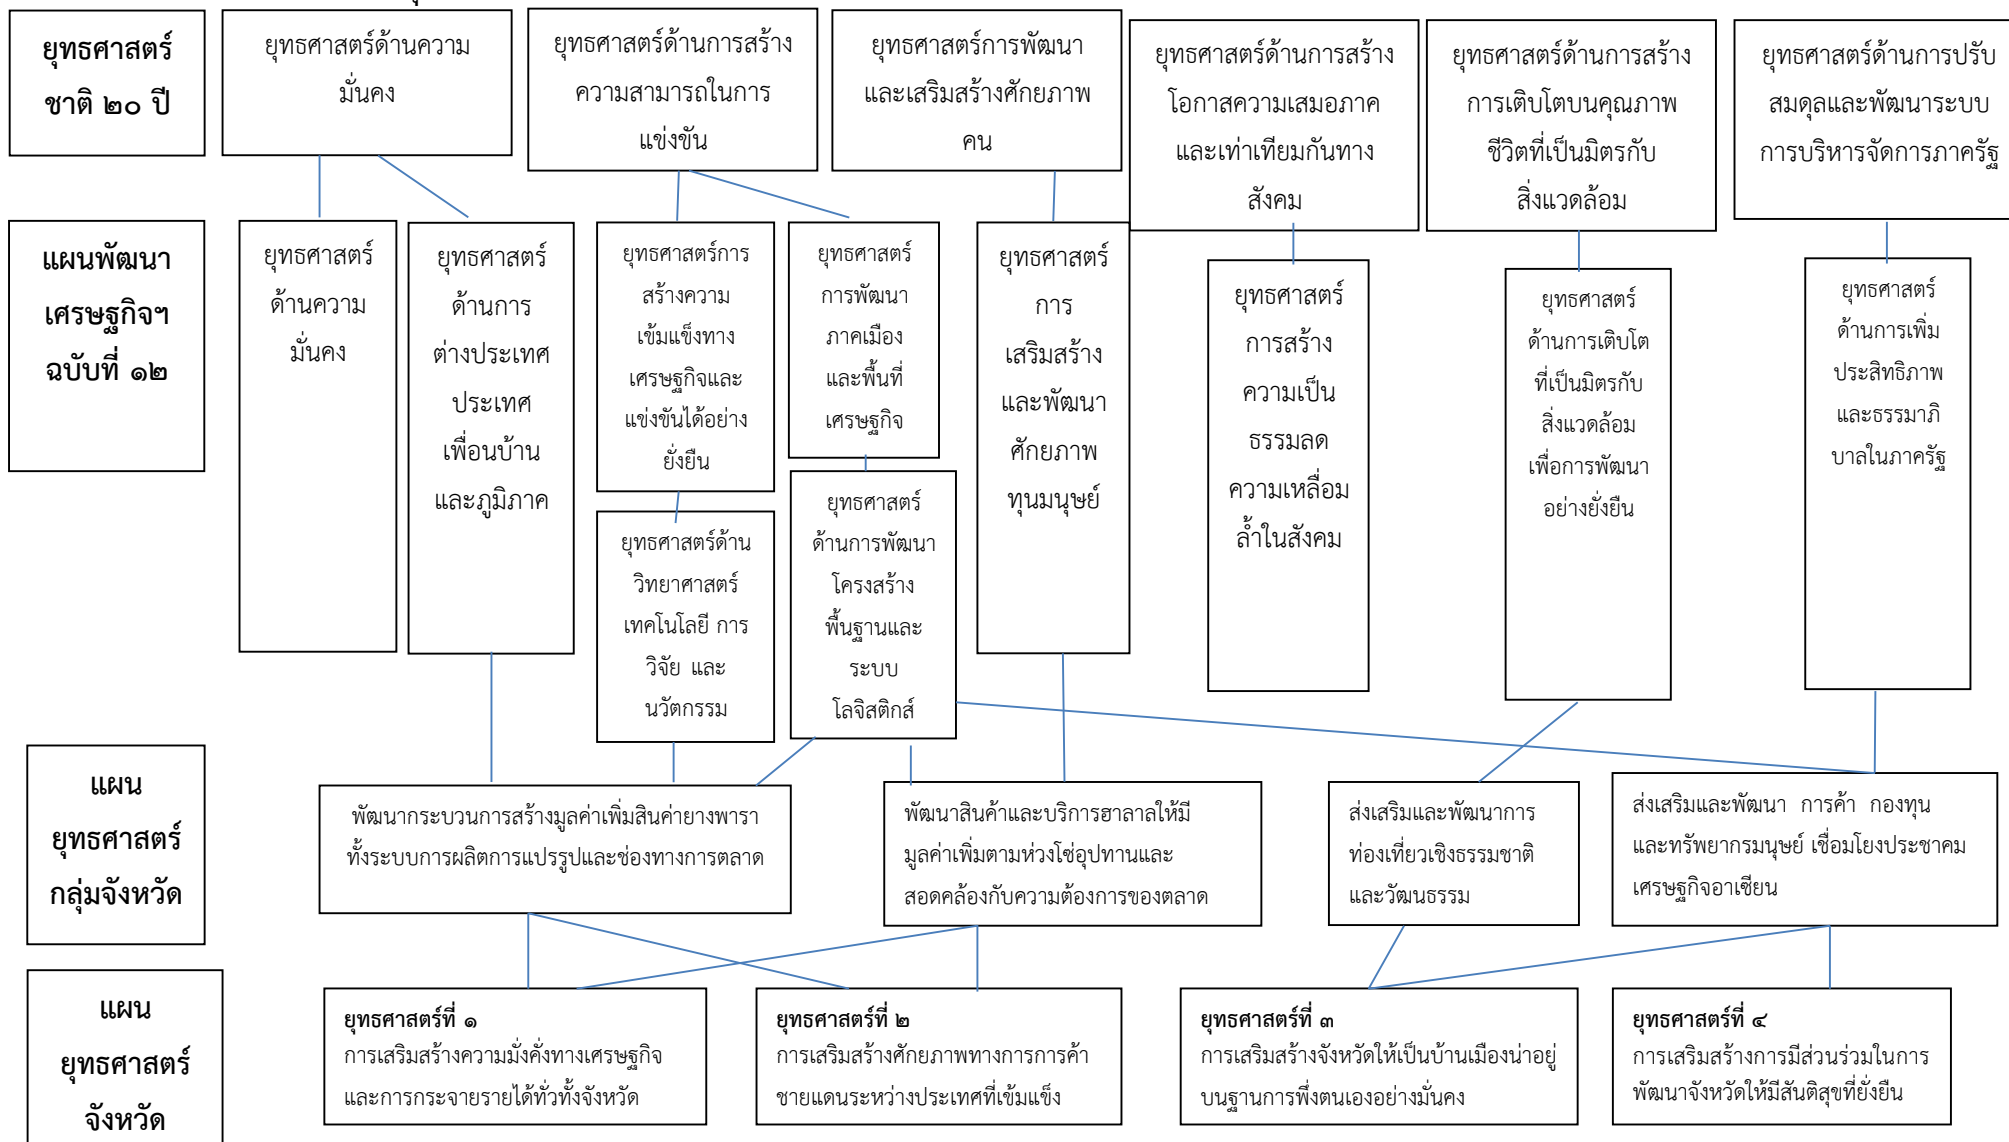 ยุทธศาสตร์
ชาติ ๒๐ ปี
ยุทธศาสตร์ด้านความ
มั่นคง
ยุทธศาสตร์ด้านการสร้าง
ความสามารถในการ
แข่งขัน
ยุทธศาสตร์การพัฒนา
และเสริมสร้างศักยภาพ
คน
ยุทธศาสตร์ด้านการสร้าง
โอกาสความเสมอภาค
และเท่าเทียมกันทาง
สังคม
ยุทธศาสตร์ด้านการสร้าง
การเติบโตบนคุณภาพ
ชีวิตที่เป็นมิตรกับ
สิ่งแวดล้อม
ยุทธศาสตร์ด้านการปรับ
สมดุลและพัฒนาระบบ
การบริหารจัดการภาครัฐ
แผนพัฒนา
เศรษฐกิจฯ
ฉบับที่ ๑๒
ยุทธศาสตร์
ด้านความ
มั่นคง
ยุทธศาสตร์
ด้านการ
ต่างประเทศ
ประเทศ
เพื่อนบ้าน
และภูมิภาค
ยุทธศาสตร์การ
สร้างความ
เข้มแข็งทาง
เศรษฐกิจและ
แข่งขันได้อย่าง
ยั่งยืน
ยุทธศาสตร์ด้าน
วิทยาศาสตร์
เทคโนโลยี การ
วิจัย และ
นวัตกรรม
ยุทธศาสตร์
การพัฒนา
ภาคเมือง
และพื้นที่
เศรษฐกิจ
ยุทธศาสตร์
ด้านการพัฒนา
โครงสร้าง
พื้นฐานและ
ระบบ
โลจิสติกส์
ยุทธศาสตร์
การ
เสริมสร้าง
และพัฒนา
ศักยภาพ
ทุนมนุษย์
ยุทธศาสตร์
การสร้าง
ความเป็น
ธรรมลด
ความเหลื่อม
ล้ำในสังคม
ยุทธศาสตร์
ด้านการเติบโต
ที่เป็นมิตรกับ
สิ่งแวดล้อม
เพื่อการพัฒนา
อย่างยั่งยืน
ยุทธศาสตร์
ด้านการเพิ่ม
ประสิทธิภาพ
และธรรมาภิ
บาลในภาครัฐ
แผน
ยุทธศาสตร์
กลุ่มจังหวัด
พัฒนากระบวนการสร้างมูลค่าเพิ่มสินค้ายางพารา
ทั้งระบบการผลิตการแปรรูปและช่องทางการตลาด
พัฒนาสินค้าและบริการฮาลาลให้มี
มูลค่าเพิ่มตามห่วงโซ่อุปทานและ
สอดคล้องกับความต้องการของตลาด
ส่งเสริมและพัฒนาการ
ท่องเที่ยวเชิงธรรมชาติ
และวัฒนธรรม
ส่งเสริมและพัฒนา การค้า กองทุน
และทรัพยากรมนุษย์ เชื่อมโยงประชาคม
เศรษฐกิจอาเซียน
แผน
ยุทธศาสตร์
จังหวัด
ยุทธศาสตร์ที่ ๑
การเสริมสร้างความมั่งคั่งทางเศรษฐกิจ
และการกระจายรายได้ทั่วทั้งจังหวัด
ยุทธศาสตร์ที่ ๒
การเสริมสร้างศักยภาพทางการการค้า
ชายแดนระหว่างประเทศที่เข้มแข็ง
ยุทธศาสตร์ที่ ๓
การเสริมสร้างจังหวัดให้เป็นบ้านเมืองน่าอยู่
บนฐานการพึ่งตนเองอย่างมั่นคง
ยุทธศาสตร์ที่ ๔
การเสริมสร้างการมีส่วนร่วมในการ
พัฒนาจังหวัดให้มีสันติสุขที่ยั่งยืน